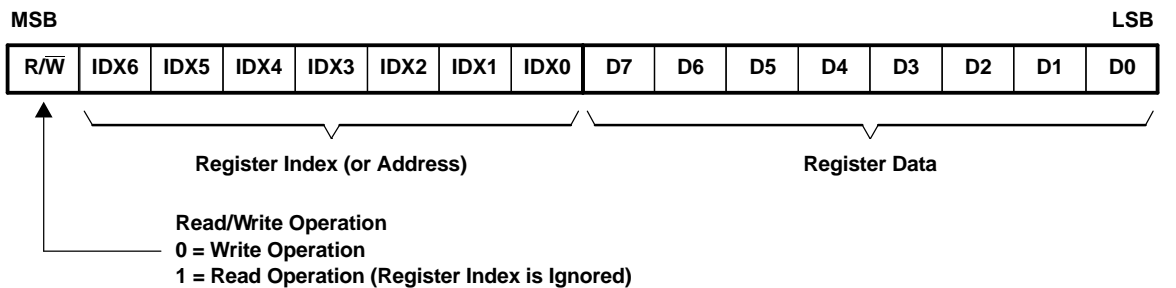 MSB LSB
R/W̅ IDX6 IDX5 IDX4 IDX3 IDX2 IDX1 IDX0 D7 D6 D5 D4 D3 D2 D1 D0
Register Index (or Address) Register Data
Read/Write Operation
0 = Write Operation
1 = Read Operation (Register Index is Ignored)